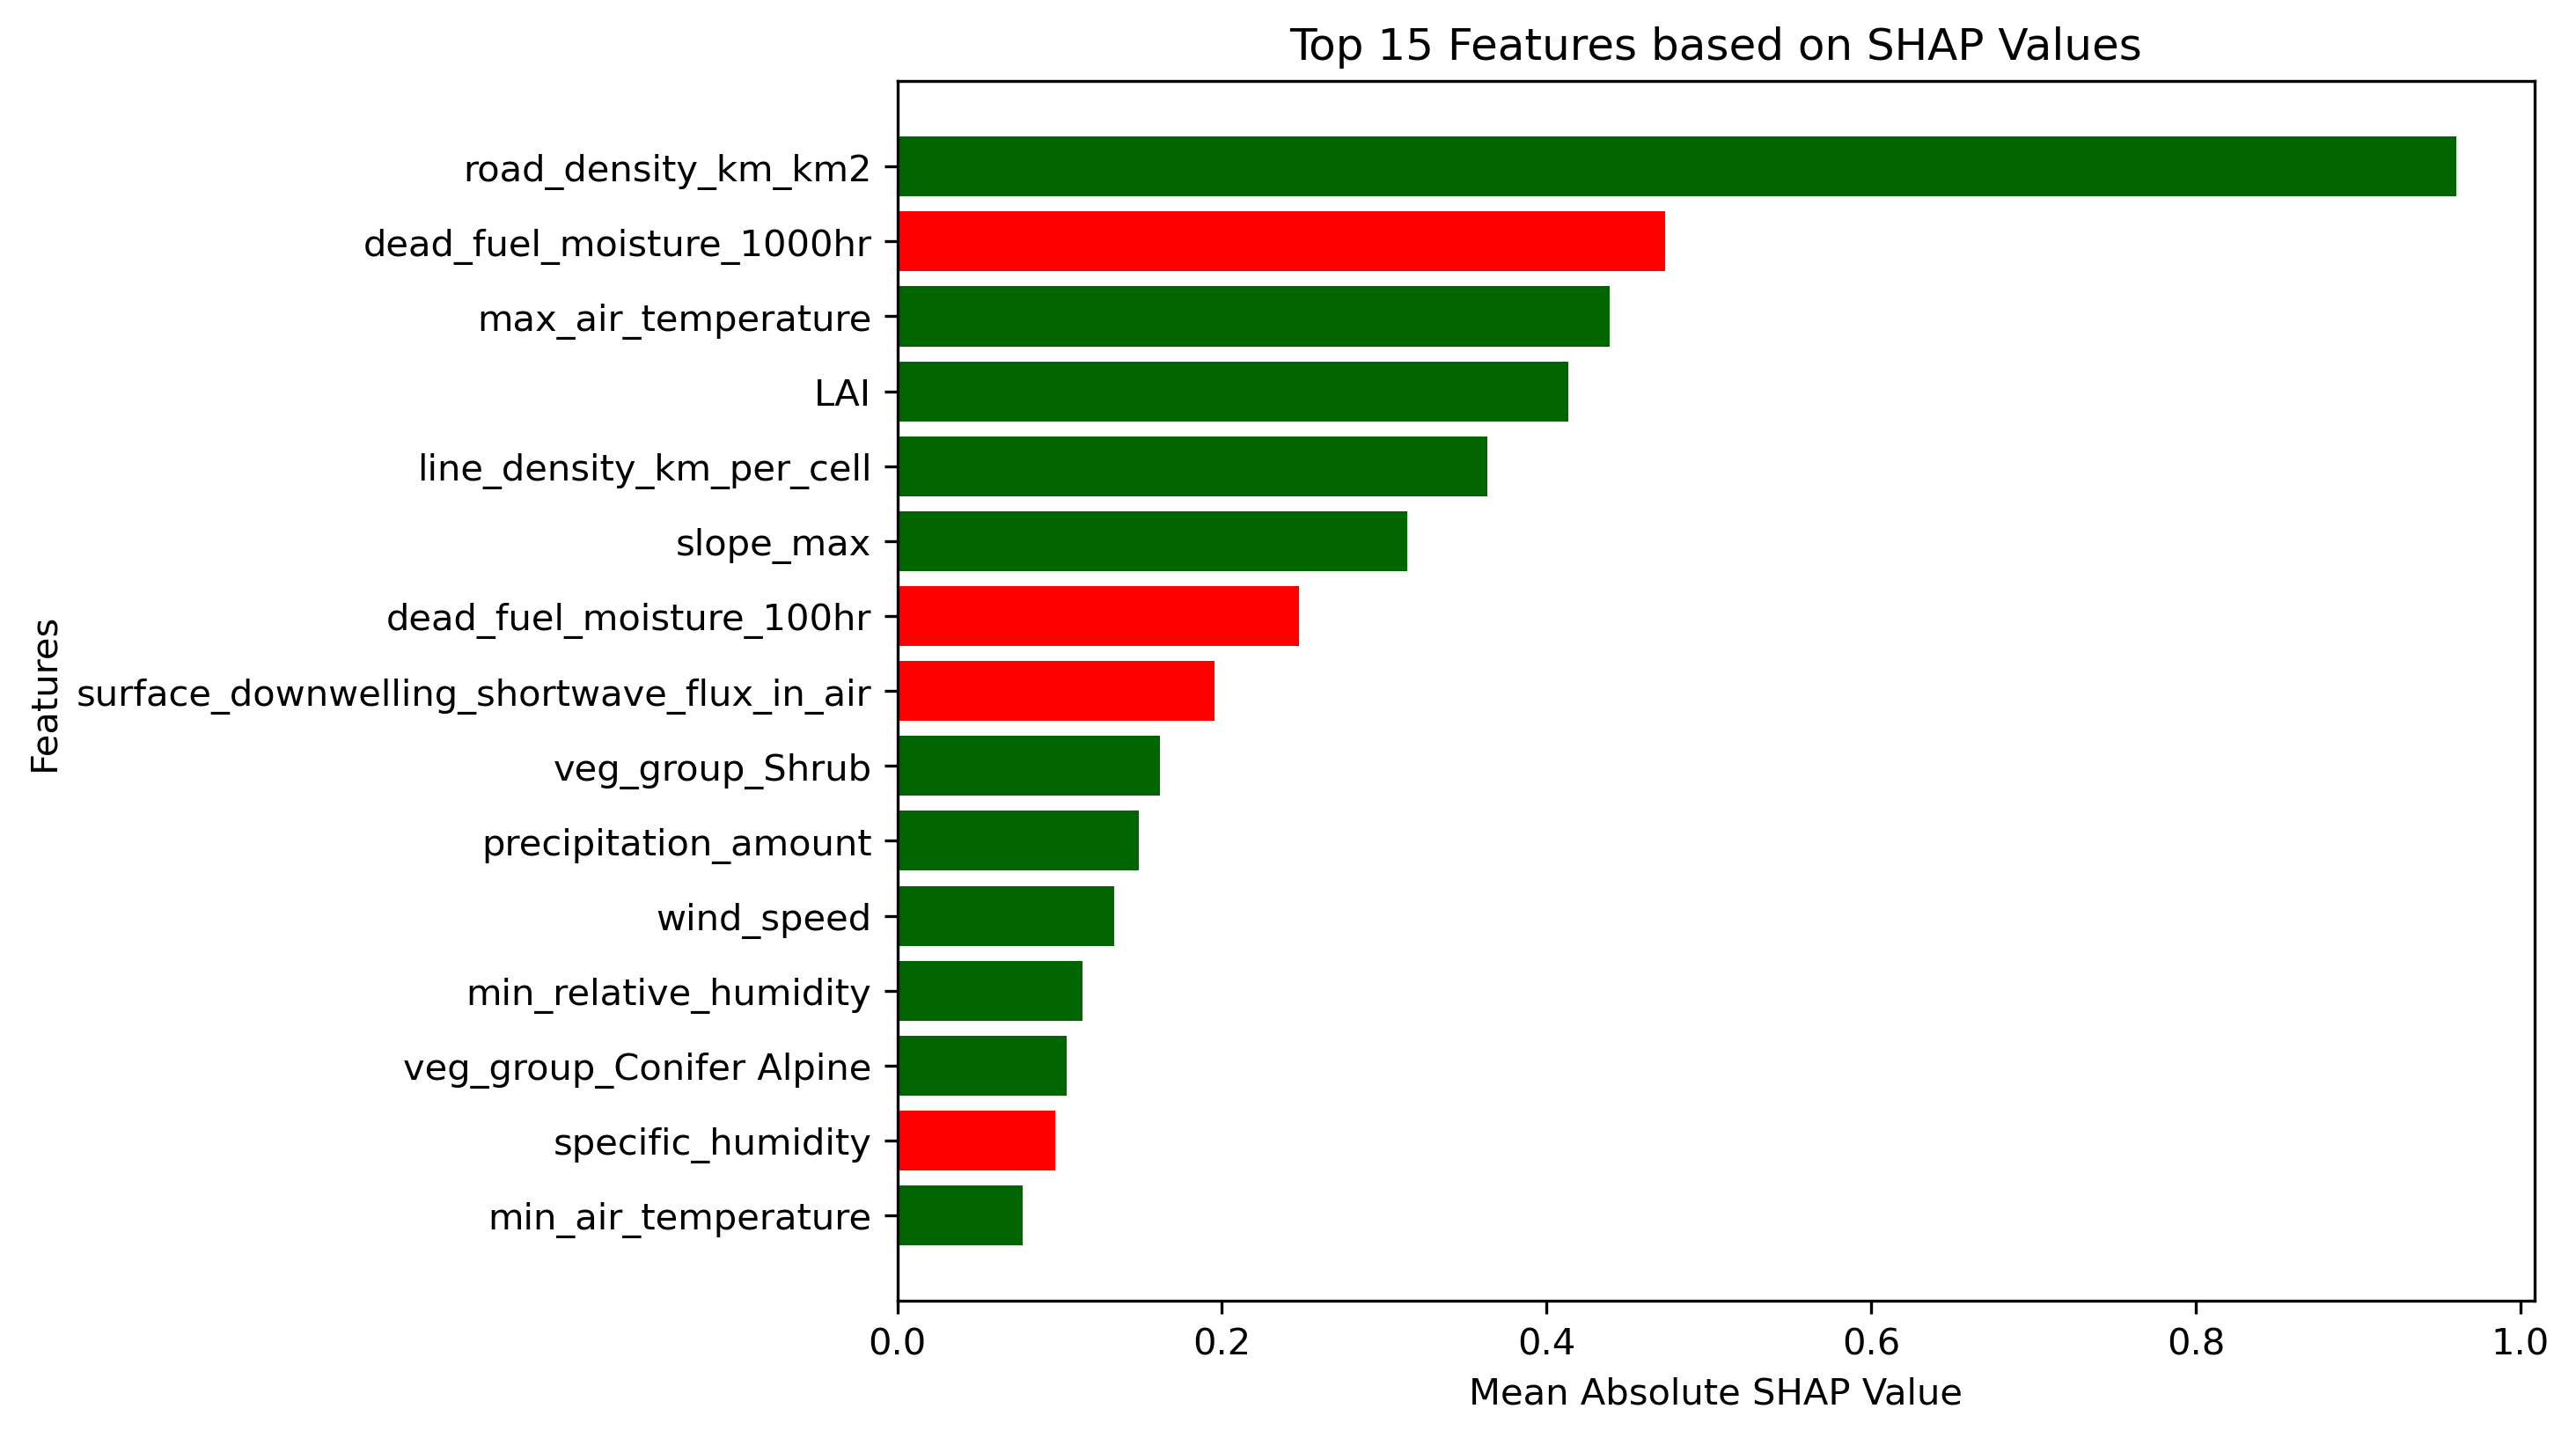 Top 15 Features based on SHAP Values
Features
road_density_km_km2
dead_fuel_moisture_1000hr
max_air_temperature
LAI
line_density_km_per_cell
slope_max
dead_fuel_moisture_100hr
surface_downwelling_shortwave_flux_in_air
veg_group_Shrub
precipitation_amount
wind_speed
min_relative_humidity
veg_group_Conifer Alpine
specific_humidity
min_air_temperature
0.0 0.2 0.4 0.6 0.8 1.0
Mean Absolute SHAP Value